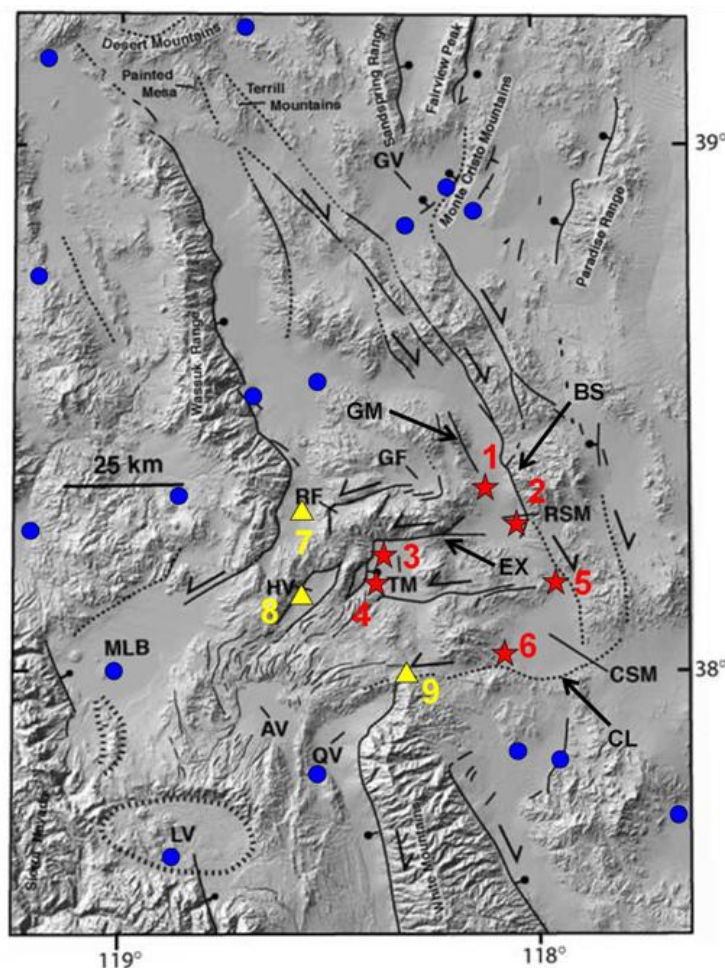 Desert Mountains
Painted
Mesa
Terrill
Mountains
Sandspring Range
Fairview Peak
39°
GV
Monte Cristo Mountains
Paradise Range
?
Wassuk Range
GM
BS
25 km
GF
1
2
RF
RSM
7
3
EX
HV
TM
5
8
4
6
MLB
9
CSM
38°
AV
CL
QV
LV
White Mountains
119°
118°